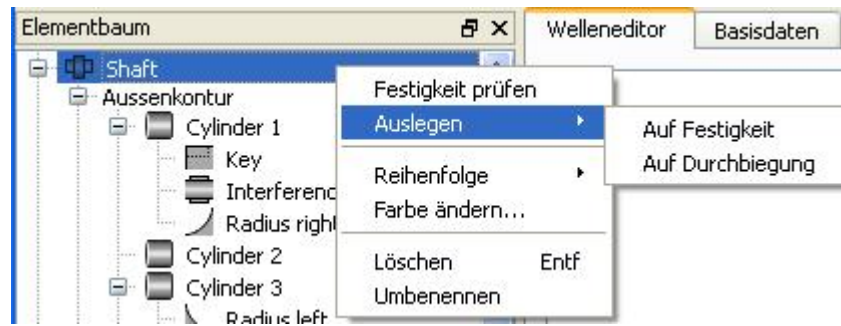 Elementbaum
Welleneditor
Basisdaten
Shaft
Aussenkontur
Cylinder 1
Key
Radius right
Cylinder 2
Cylinder 3
Radius left
Festigkeit prüfen
Auslegen
Reihenfolge
Farbe ändern...
Löschen Entf
Umbenennen
Auf Festigkeit
Auf Durchbiegung